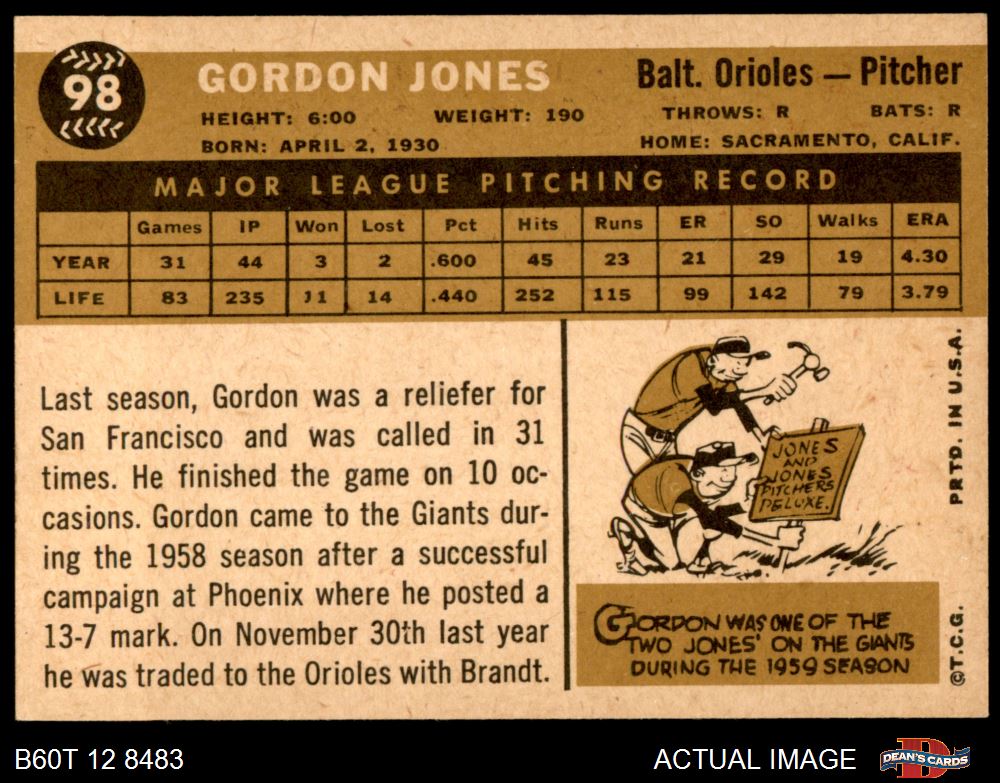 98
GORDON JONES
Balt. Orioles — Pitcher
HEIGHT: 6:00 WEIGHT: 190 THROWS: R BATS: R
BORN: APRIL 2, 1930 HOME: SACRAMENTO, CALIF.
MAJOR LEAGUE PITCHING RECORD
Games IP Won Lost Pct Hits Runs ER SO Walks ERA
YEAR 31 44 3 2 .600 45 23 21 29 19 4.30
LIFE 83 235 11 14 .440 252 115 99 142 79 3.79
Last season, Gordon was a reliefer for
San Francisco and was called in 31
times. He finished the game on 10 oc-
casions. Gordon came to the Giants dur-
ing the 1958 season after a successful
campaign at Phoenix where he posted a
13-7 mark. On November 30th last year
he was traded to the Orioles with Brandt.
JONES
AND
JONES
PITCHERS
DELUXE.
GORDON WAS ONE OF THE
TWO JONES' ON THE GIANTS
DURING THE 1959 SEASON
©T.C.G. PRTD. IN U.S.A.
B60T 12 8483
ACTUAL IMAGE
D
DEAN'S CARDS